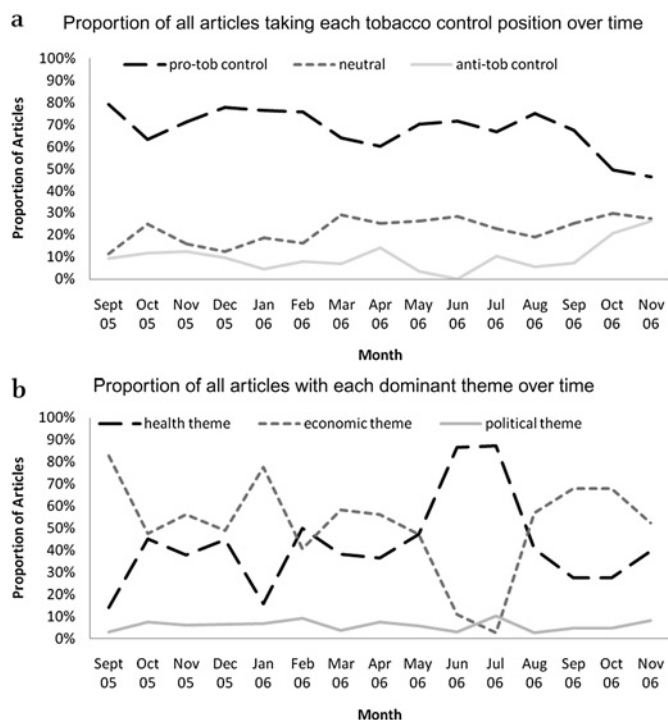 a Proportion of all articles taking each tobacco control position over time
100%
pro-tob control neutral anti-tob control
90%
80%
70%
60%
50%
40%
30%
20%
10%
0%
Proportion of Articles
Sept Oct Nov Dec Jan Feb Mar Apr May Jun Jul Aug Sep Oct Nov
05 05 05 05 06 06 06 06 06 06 06 06 06 06 06
Month
b Proportion of all articles with each dominant theme over time
100%
health theme economic theme political theme
90%
80%
70%
60%
50%
40%
30%
20%
10%
0%
Proportion of Articles
Sept Oct Nov Dec Jan Feb Mar Apr May Jun Jul Aug Sep Oct Nov
05 05 05 05 06 06 06 06 06 06 06 06 06 06 06
Month